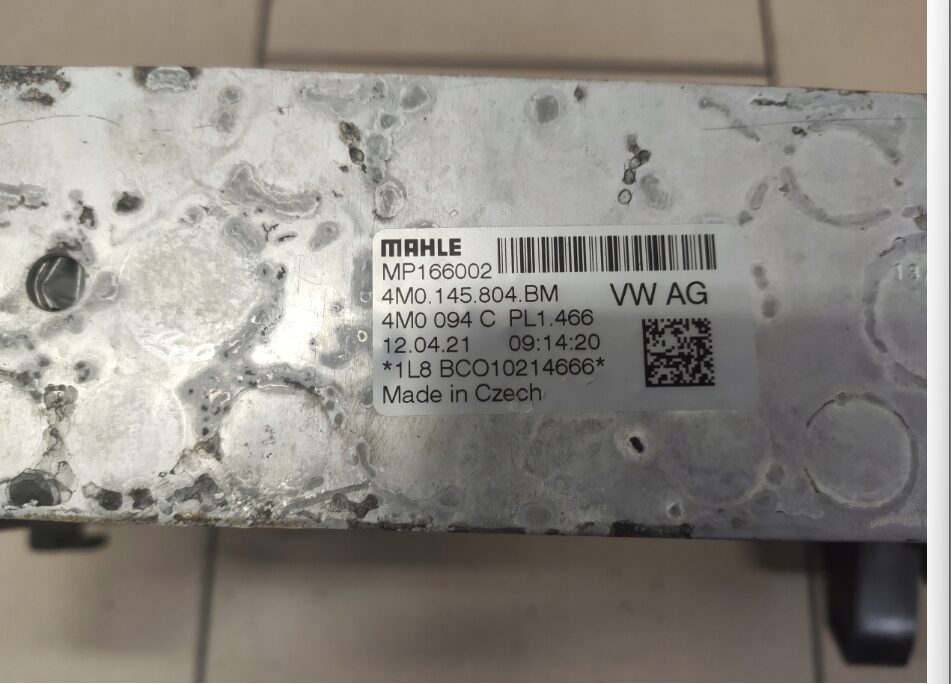 MAHLE
MP166002
4M0.145.804.BM VW AG
4M0 094 C PL1.466
12.04.21 09:14:20
*1L8 BCO10214666*
Made in Czech